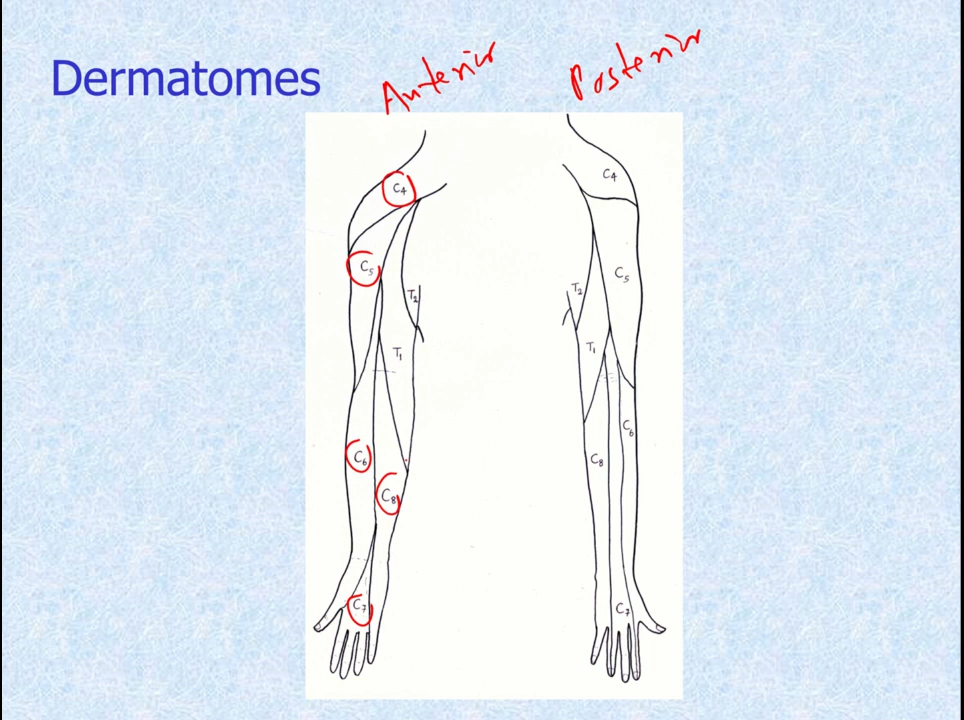 Dermatomes
Anterior
Posterior
C4
C5
T2
T1
C6
C8
C7
C4
C5
T2
T1
C6
C8
C7